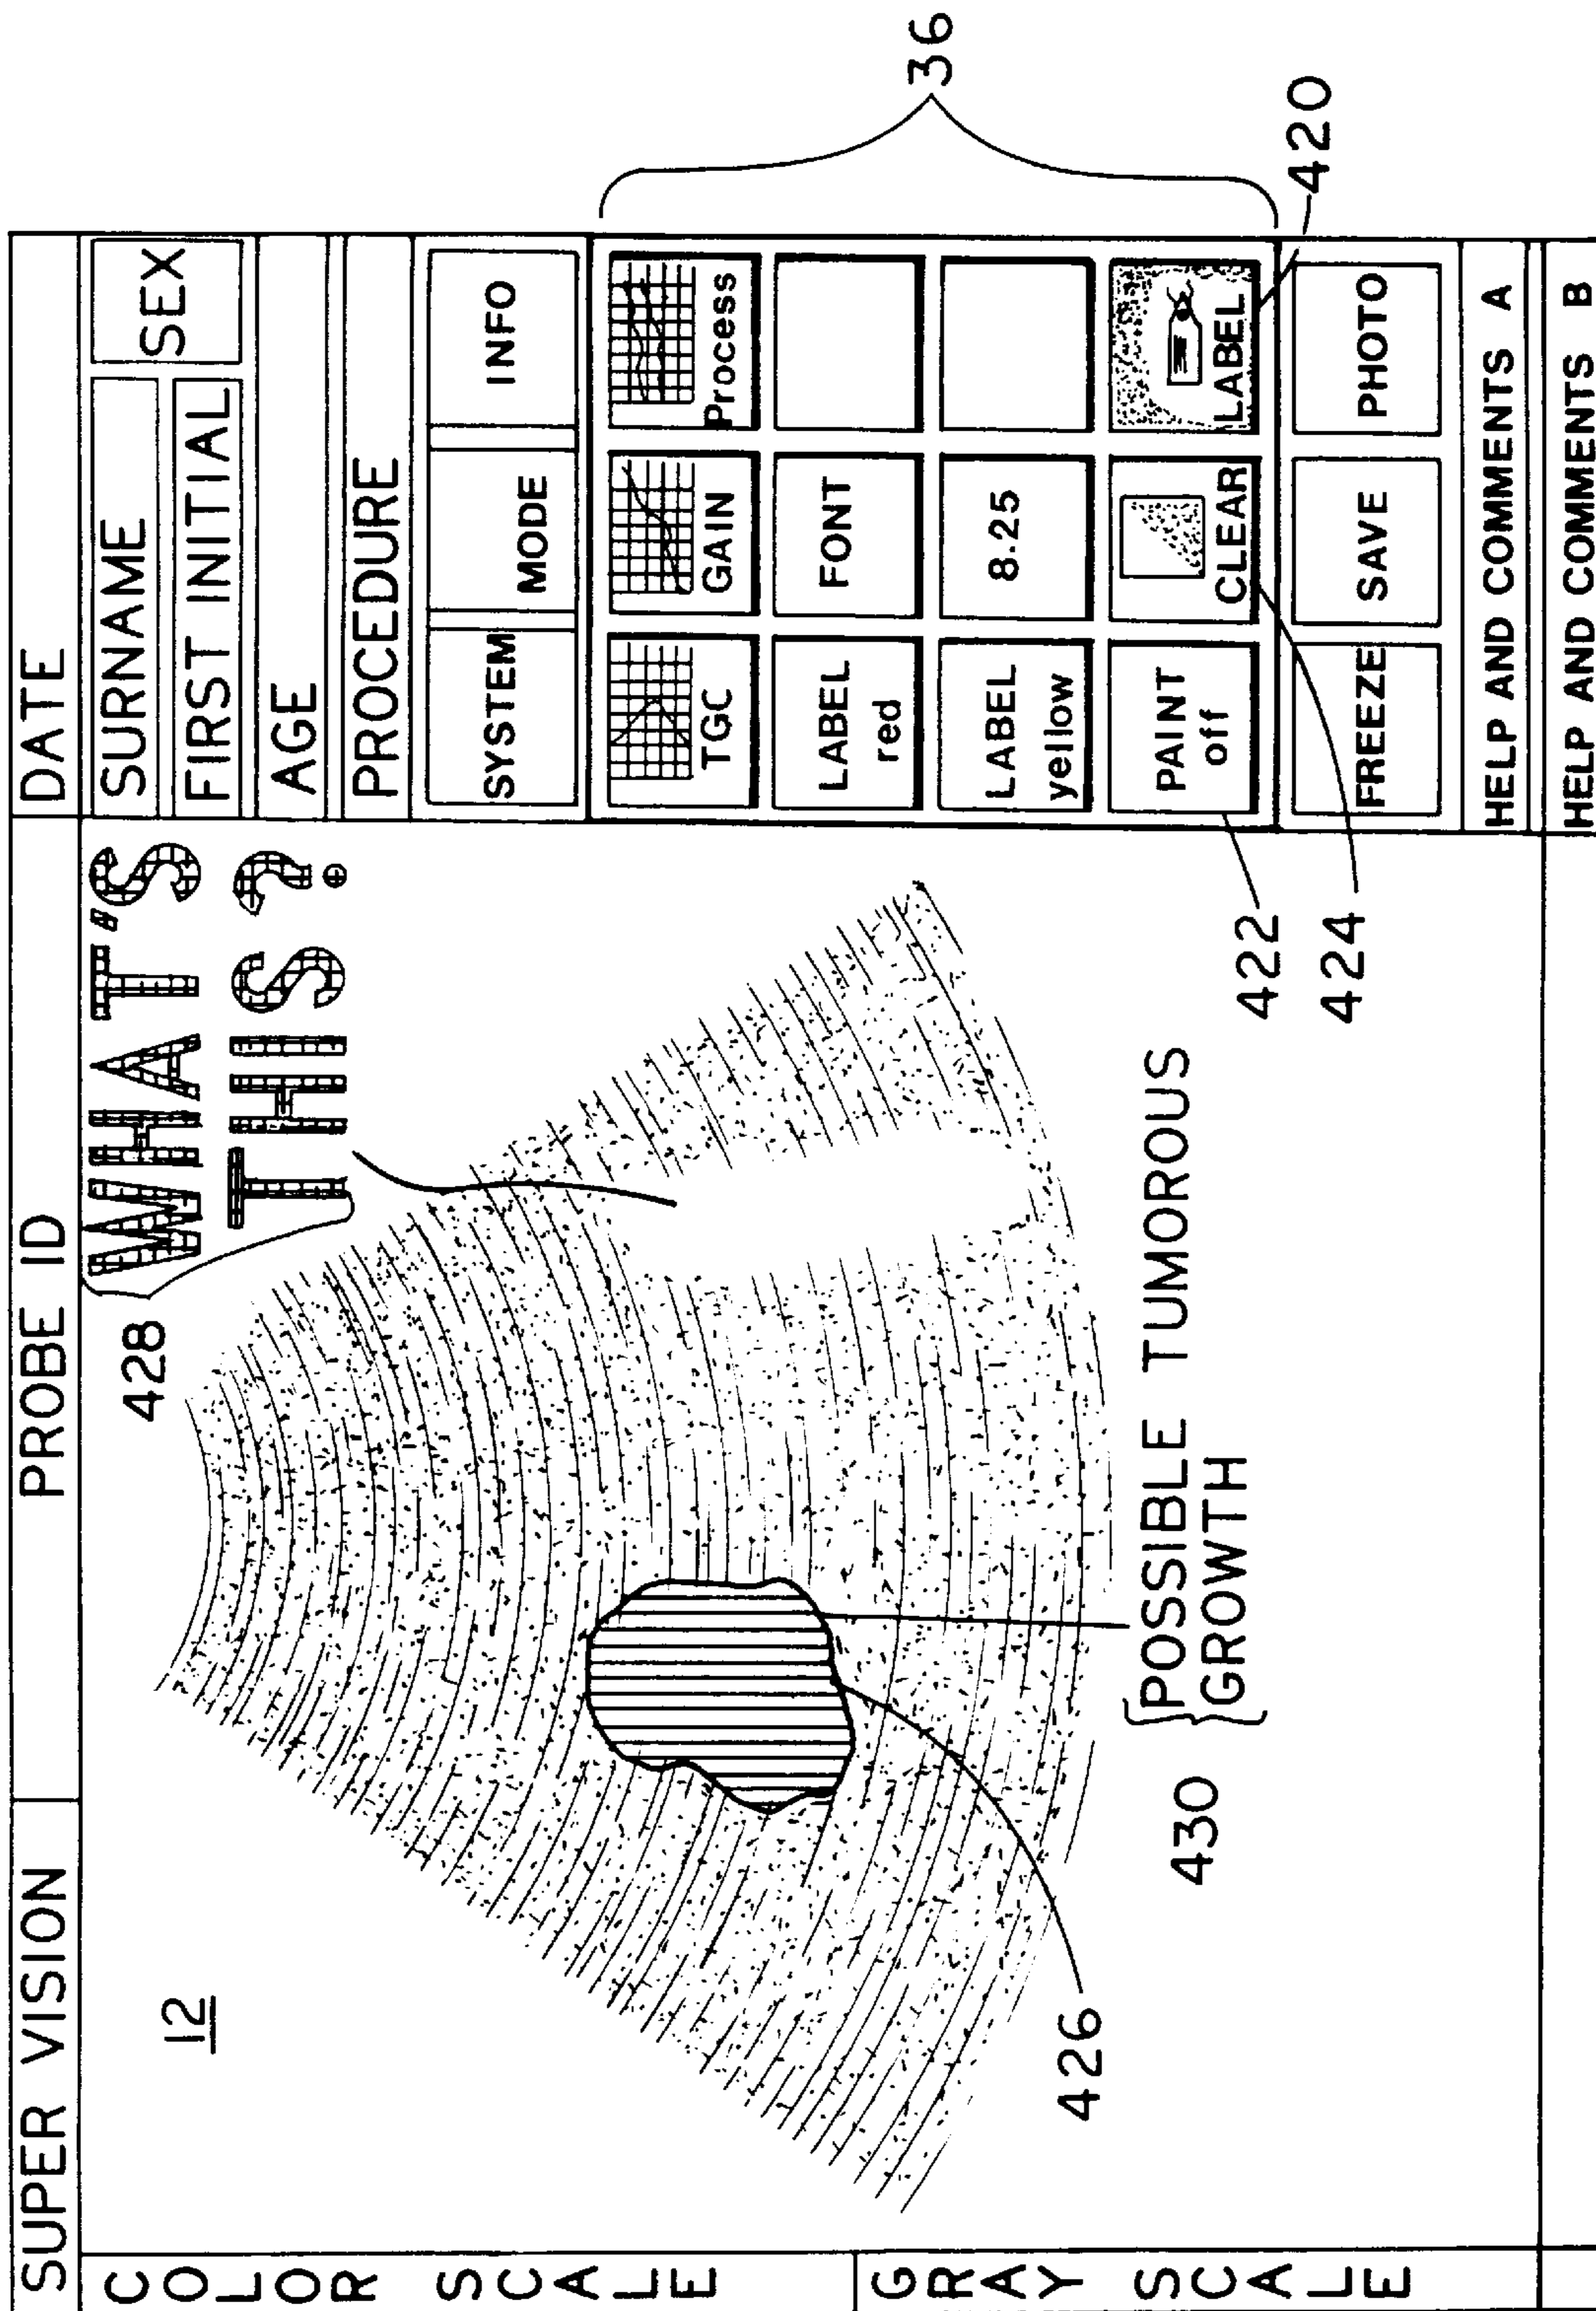 SUPER VISION
PROBE ID
DATE
COLOR SCALE
GRAY SCALE
12
428
WHAT'S
THIS?
426
430
POSSIBLE TUMOROUS
GROWTH
SURNAME
SEX
FIRST INITIAL
AGE
PROCEDURE
SYSTEM
MODE
INFO
TGC
GAIN
Process
LABEL
red
FONT
LABEL
yellow
8.25
PAINT
off
CLEAR
LABEL
36
420
422
424
FREEZE
SAVE
PHOTO
HELP AND COMMENTS A
HELP AND COMMENTS B